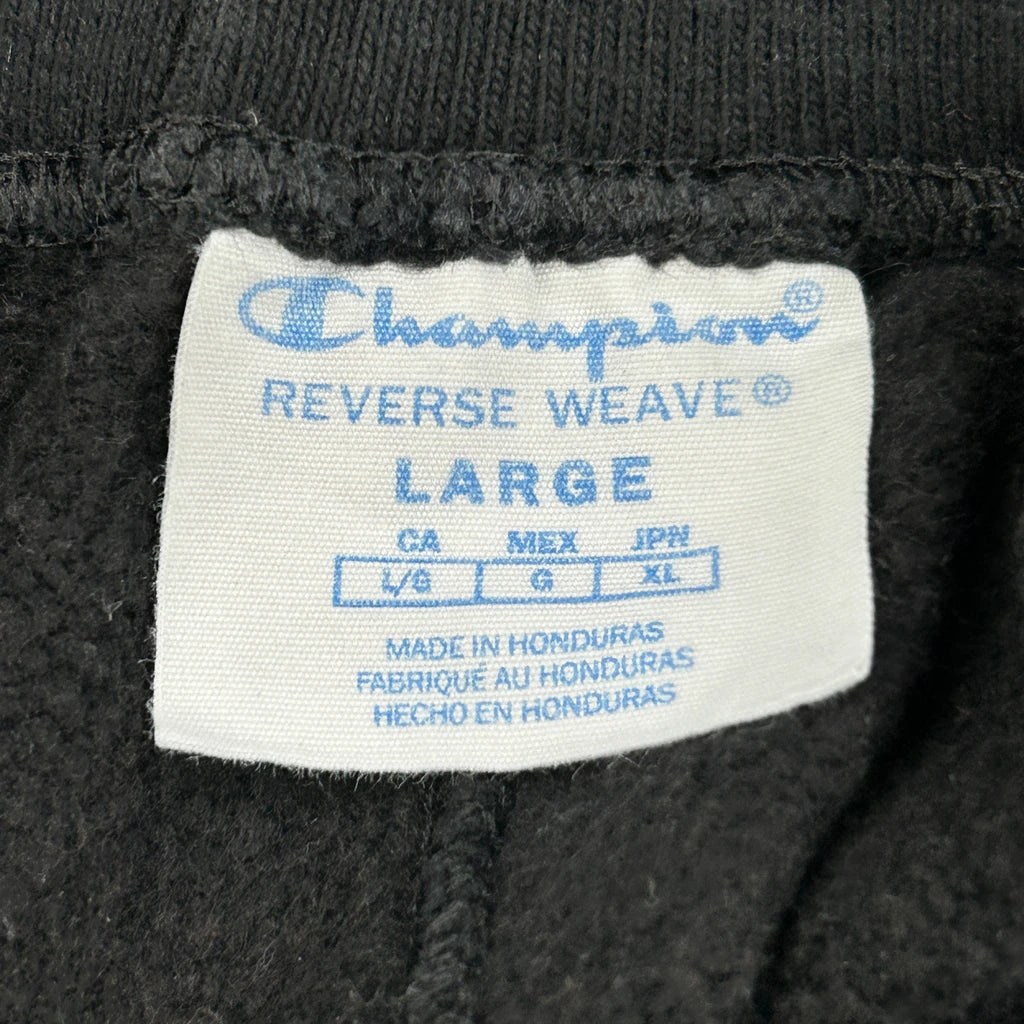 Champion®
REVERSE WEAVE®
LARGE
CA MEX JPN
L/G G XL
MADE IN HONDURAS
FABRIQUÉ AU HONDURAS
HECHO EN HONDURAS